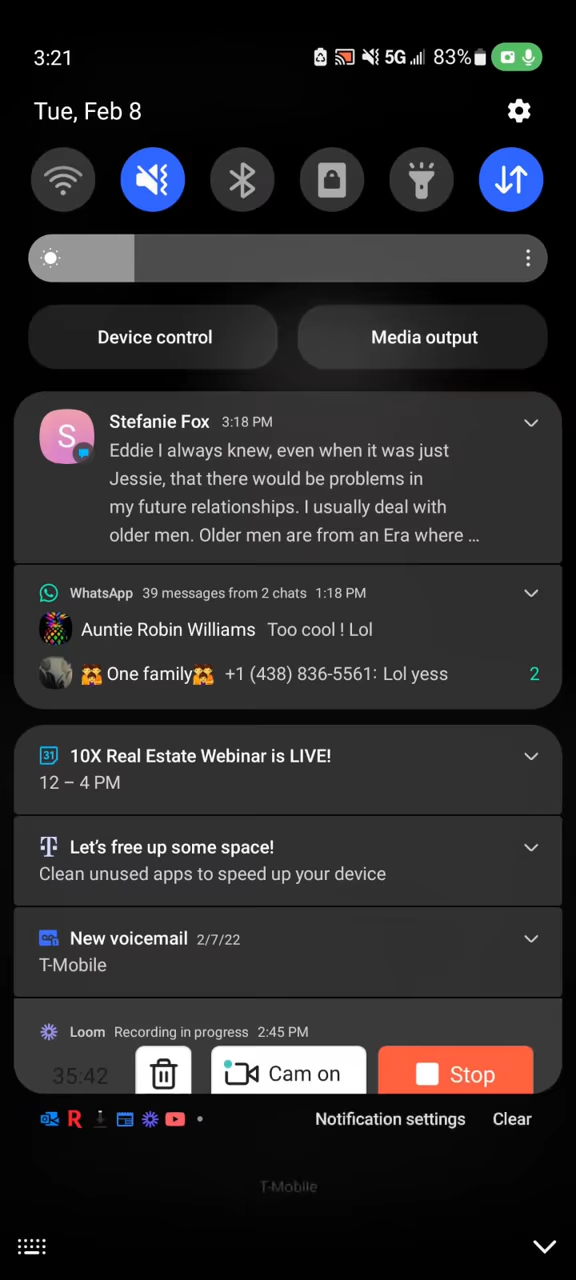 3:21
5G 83%
Tue, Feb 8
Device control Media output
S
Stefanie Fox 3:18 PM
Eddie I always knew, even when it was just
Jessie, that there would be problems in
my future relationships. I usually deal with
older men. Older men are from an Era where ...
WhatsApp 39 messages from 2 chats 1:18 PM
Auntie Robin Williams Too cool ! Lol
🙆One family🙆 +1 (438) 836-5561: Lol yess 2
31 10X Real Estate Webinar is LIVE!
12 – 4 PM
T Let's free up some space!
Clean unused apps to speed up your device
New voicemail 2/7/22
T-Mobile
Loom Recording in progress 2:45 PM
35:42 Cam on Stop
R Notification settings Clear
T-Mobile